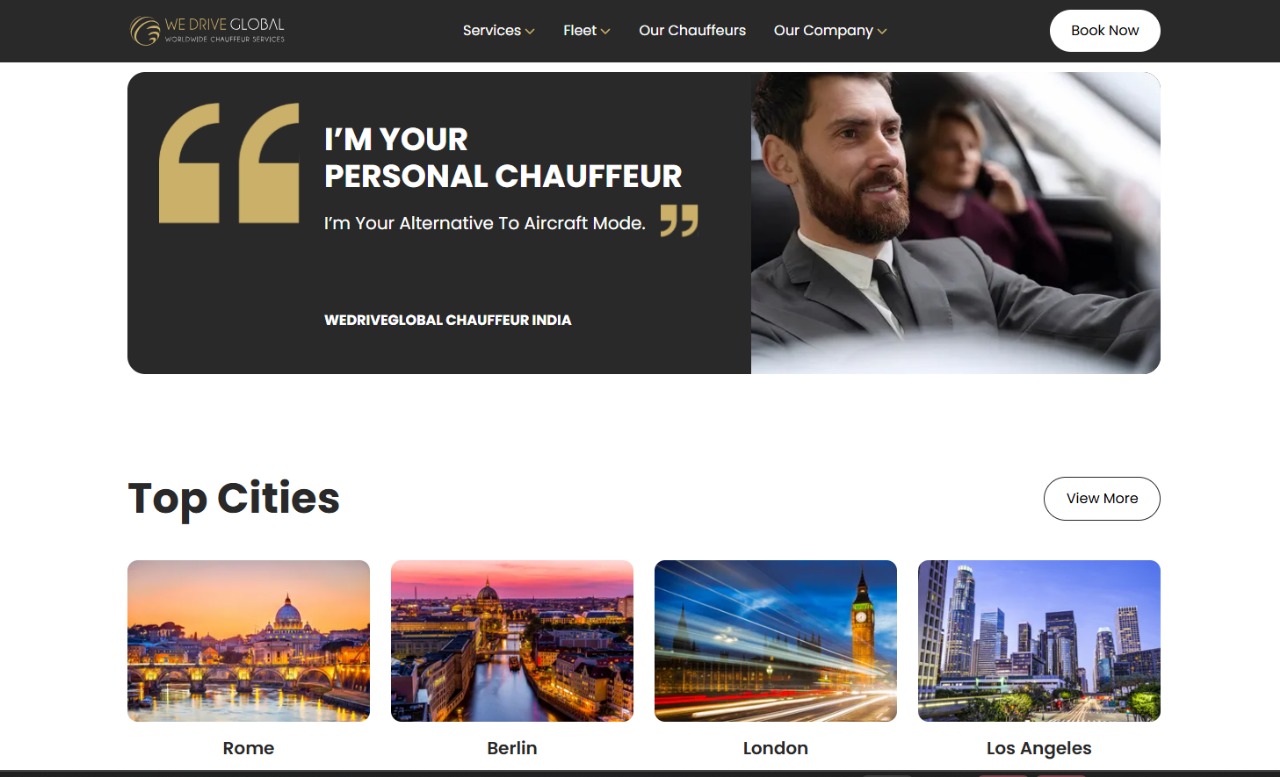 WE DRIVE GLOBAL
WORLDWIDE CHAUFFEUR SERVICES
Services
Fleet
Our Chauffeurs
Our Company
Book Now
I’M YOUR
PERSONAL CHAUFFEUR
I’m Your Alternative To Aircraft Mode.
WEDRIVEGLOBAL CHAUFFEUR INDIA
Top Cities
View More
Rome
Berlin
London
Los Angeles